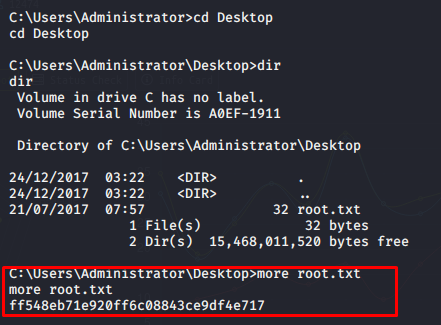 C:\Users\Administrator>cd Desktop
cd Desktop
C:\Users\Administrator\Desktop>dir
dir
 Volume in drive C has no label.
 Volume Serial Number is A0EF-1911
 Directory of C:\Users\Administrator\Desktop
24/12/2017  03:22    <DIR>          .
24/12/2017  03:22    <DIR>          ..
21/07/2017  07:57                32 root.txt
               1 File(s)             32 bytes
               2 Dir(s)  15,468,011,520 bytes free
C:\Users\Administrator\Desktop>more root.txt
more root.txt
ff548eb71e920ff6c08843ce9df4e717